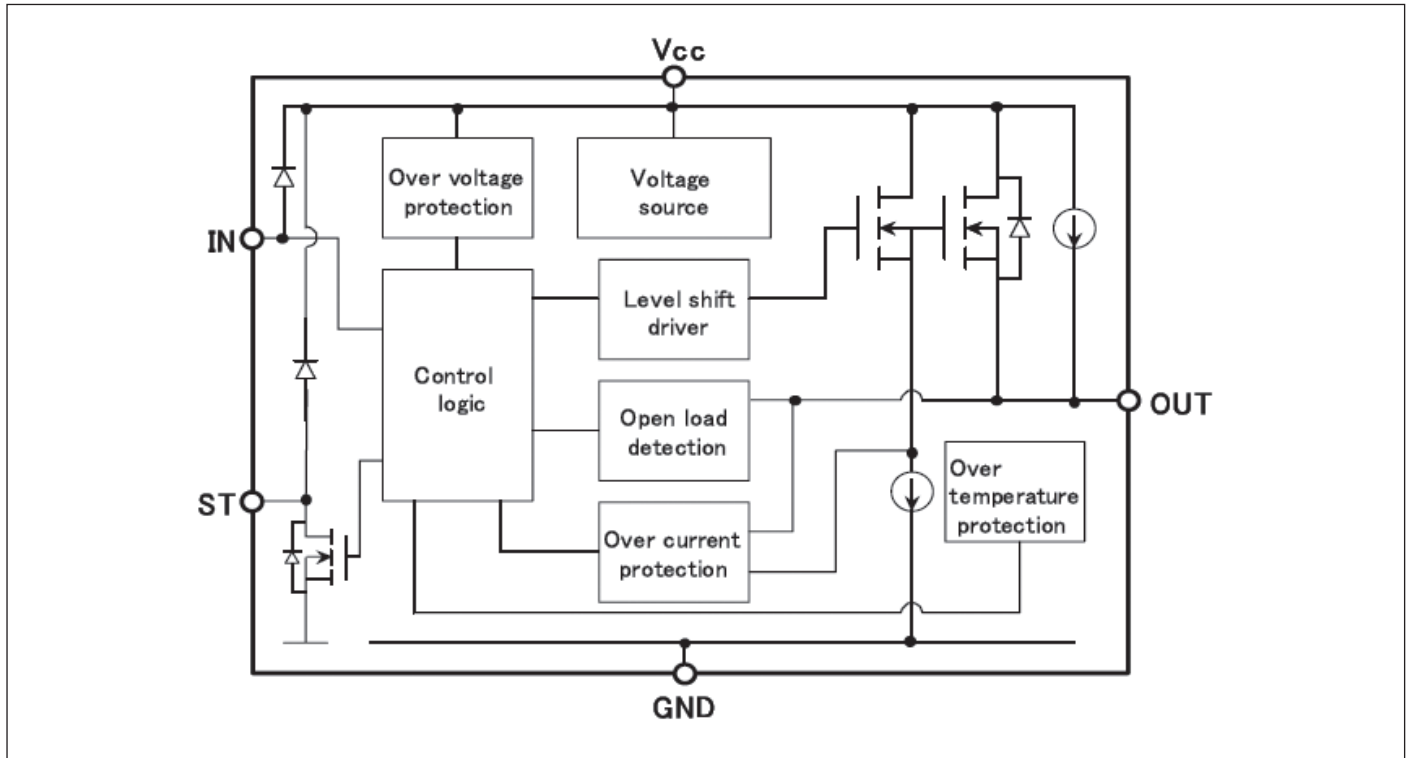 Vcc
Over voltage
protection
Voltage
source
IN
Level shift
driver
Control
logic
Open load
detection
OUT
ST
Over current
protection
Over
temperature
protection
GND